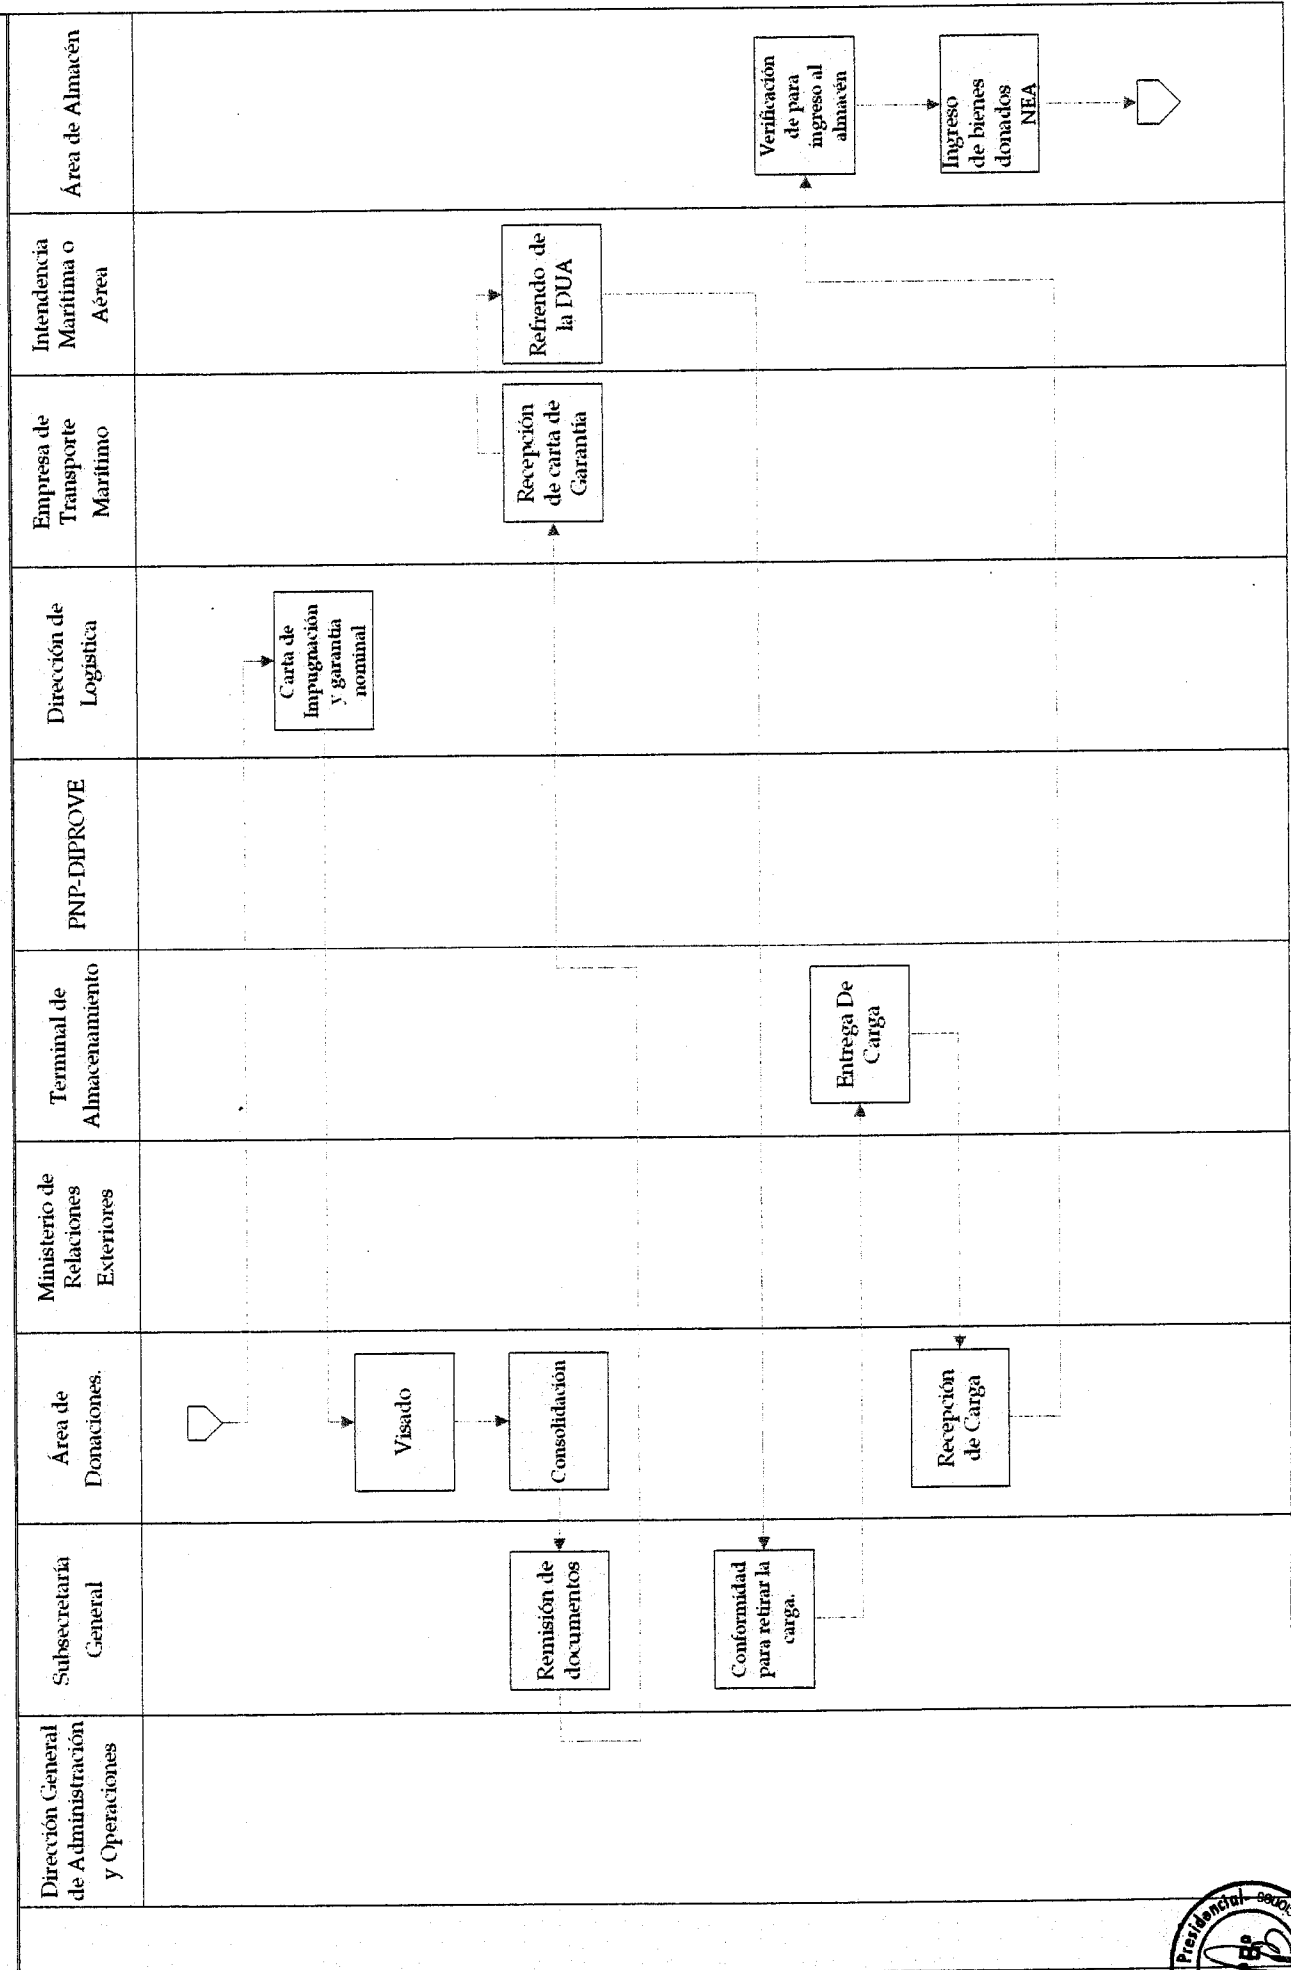 Dirección General
de Administración
y Operaciones
Subsecretaría
General
Área de
Donaciones.
Ministerio de
Relaciones
Exteriores
Terminal de
Almacenamiento
PNP-DIPROVE
Dirección de
Logística
Empresa de
Transporte
Marítimo
Intendencia
Marítima o
Aérea
Área de Almacén
Carta de
Impugnación
y garantía
nominal
Visado
Consolidación
Remisión de
documentos
Recepción
de carta de
Garantía
Refrendo de
la DUA
Conformidad
para retirar la
carga.
Entrega De
Carga
Recepción
de Carga
Verificación
de para
ingreso al
almacén
Ingreso
de bienes
donados
NEA
Presidencial